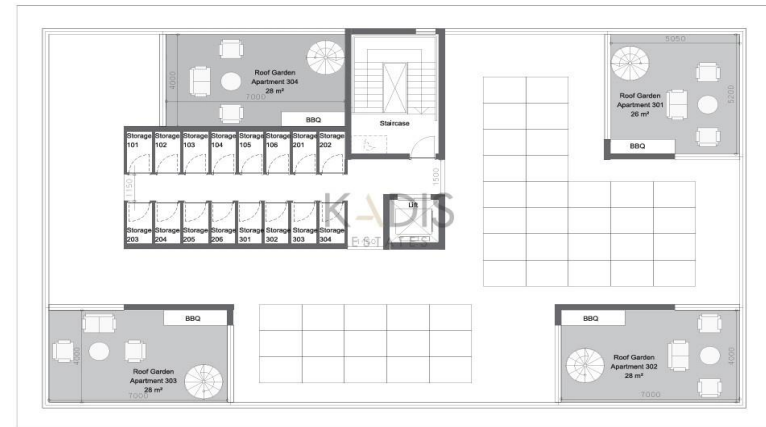 Roof Garden
Apartment 304
28 m²
4000
7000
BBQ
Staircase
5050
5200
Roof Garden
Apartment 301
26 m²
BBQ
Storage 101
Storage 102
Storage 103
Storage 104
Storage 105
Storage 106
Storage 201
Storage 202
1150
1500
KADIS
ESTATES
Lift
Storage 203
Storage 204
Storage 205
Storage 206
Storage 301
Storage 302
Storage 303
Storage 304
BBQ
4000
Roof Garden
Apartment 303
28 m²
7000
BBQ
Roof Garden
Apartment 302
28 m²
4000
7000